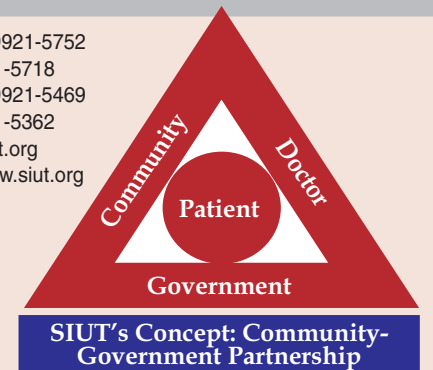 921-5752
-5718
921-5469
-5362
t.org
w.siut.org
Community
Doctor
Patient
Government
SIUT's Concept: Community-
Government Partnership